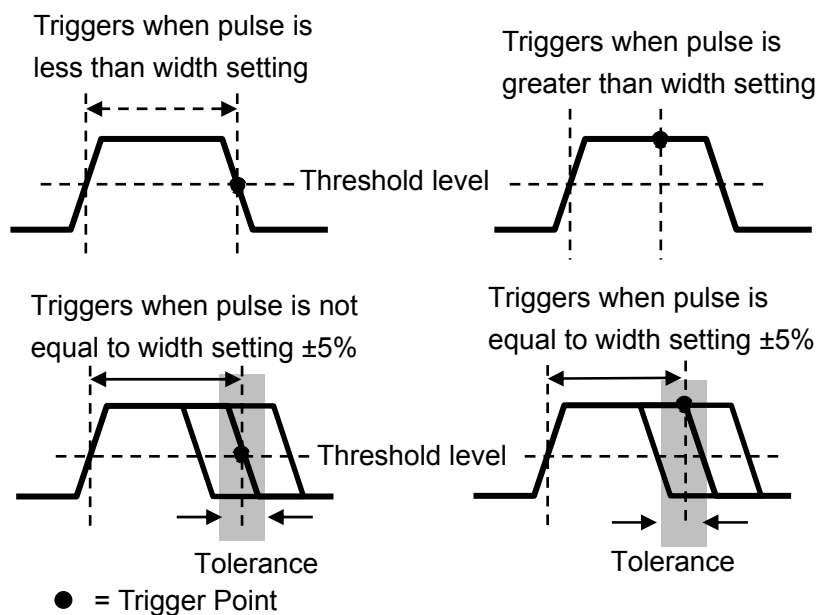 Triggers when pulse is
less than width setting
Triggers when pulse is
greater than width setting
Threshold level
Triggers when pulse is not
equal to width setting ±5%
Triggers when pulse is
equal to width setting ±5%
Threshold level
Tolerance
Tolerance
= Trigger Point